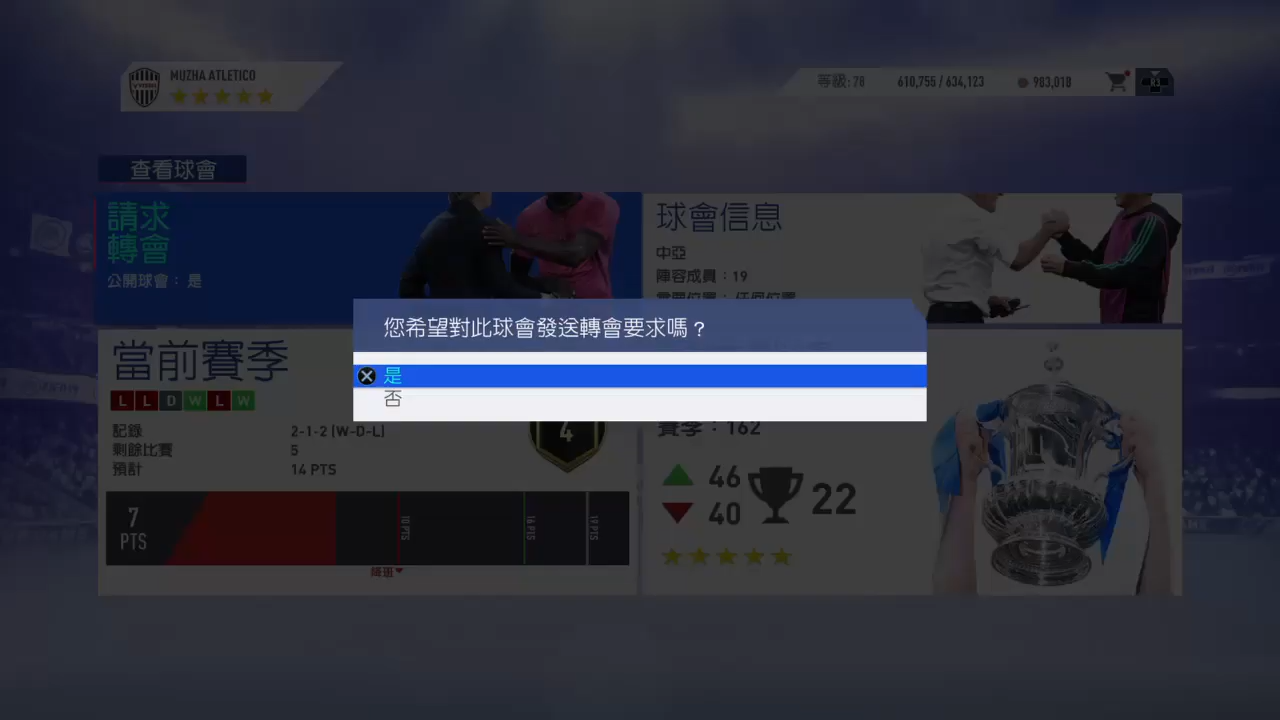 MUZHA ATLETICO
等級: 78
610,755 / 634,123
983,018
R3
查看球會
請求
轉會
公開球會： 是
球會信息
中亞
陣容成員：19
您希望對此球會發送轉會要求嗎？
是
否
當前賽季
L L D W L W
記錄 2-1-2 (W-D-L)
剩餘比賽 5
預計 14 PTS
4
7
PTS
10 PTS
16 PTS
19 PTS
降班
賽季：162
46
40
22